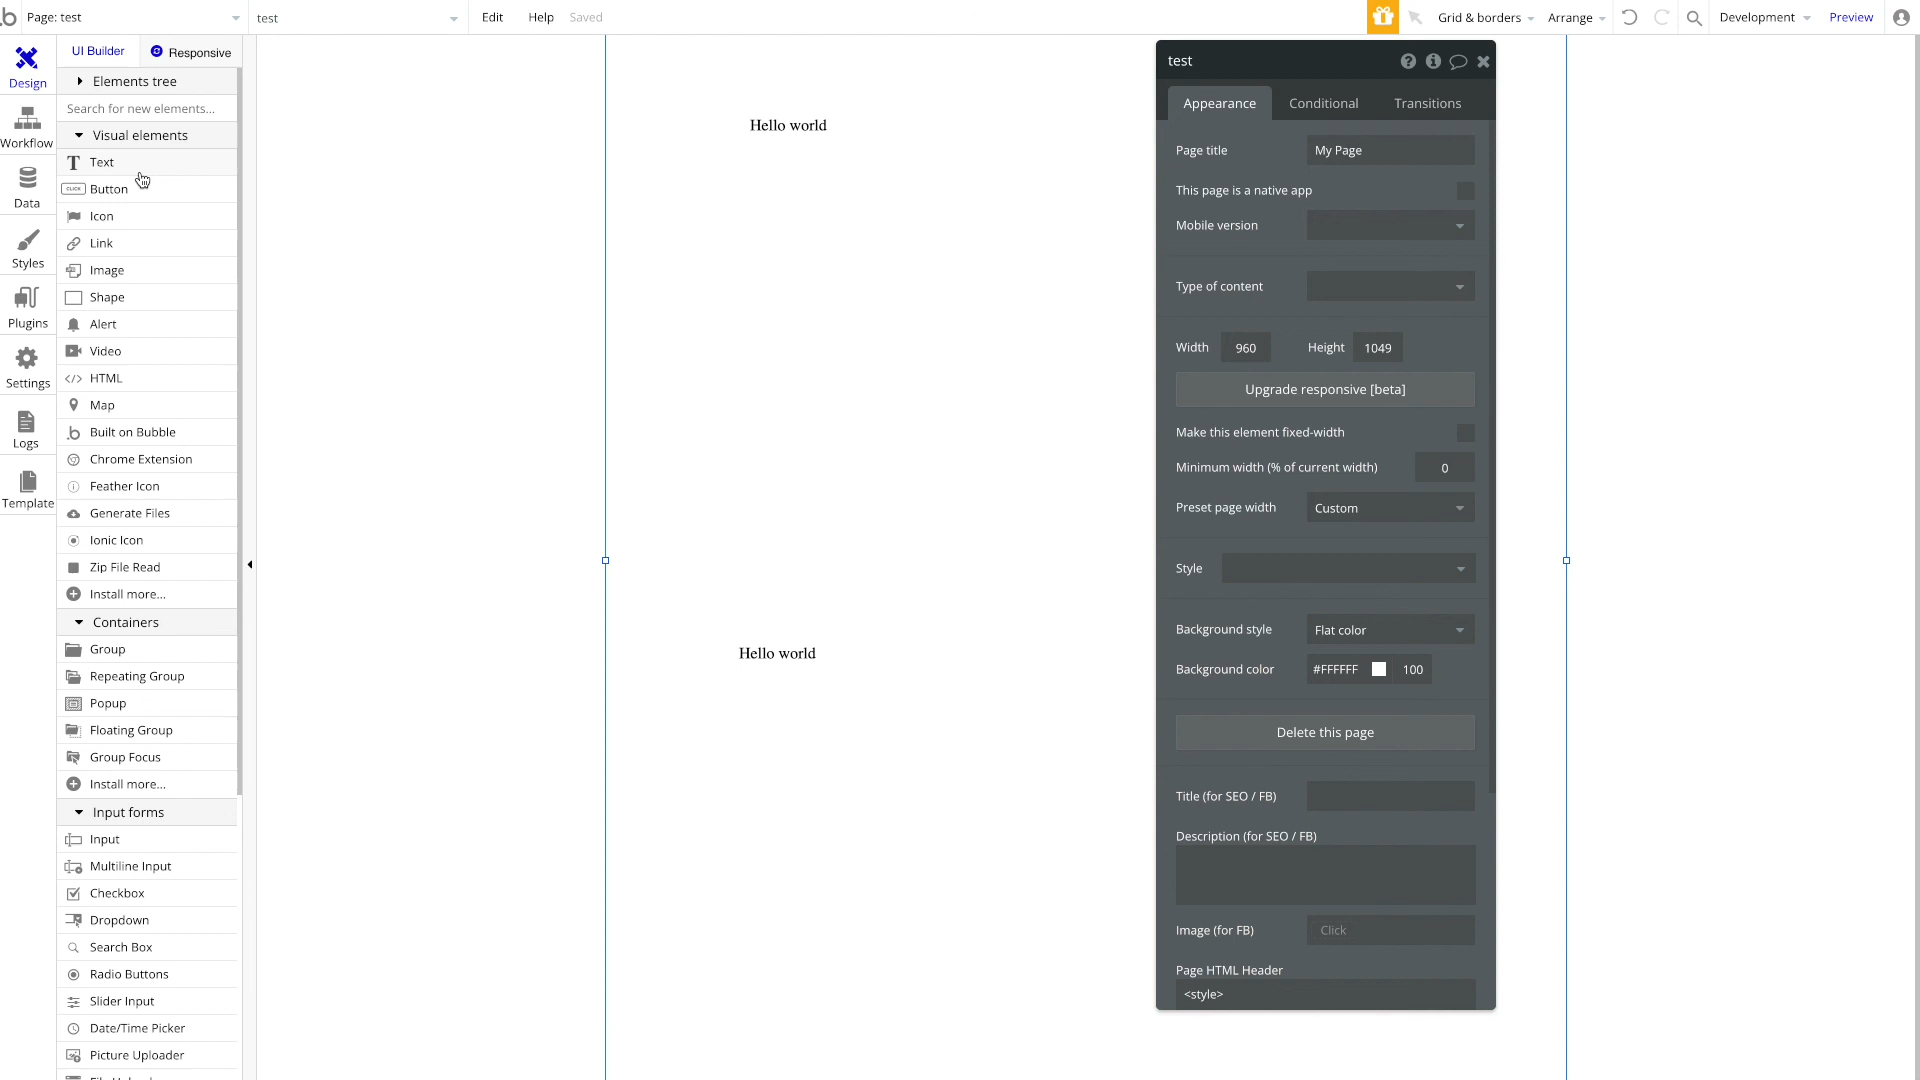 Page: test
test
Edit
Help
Saved
Grid & borders
Arrange
Development
Preview
Design
Workflow
Data
Styles
Plugins
Settings
Logs
Template
UI Builder
Responsive
Elements tree
Search for new elements...
Visual elements
Text
CLICK
Button
Icon
Link
Image
Shape
Alert
Video
HTML
Map
Built on Bubble
Chrome Extension
Feather Icon
Generate Files
Ionic Icon
Zip File Read
Install more...
Containers
Group
Repeating Group
Popup
Floating Group
Group Focus
Install more...
Input forms
Input
Multiline Input
Checkbox
Dropdown
Search Box
Radio Buttons
Slider Input
Date/Time Picker
Picture Uploader
Hello world
Hello world
test
Appearance
Conditional
Transitions
Page title
My Page
This page is a native app
Mobile version
Type of content
Width 960 Height 1049
Upgrade responsive [beta]
Make this element fixed-width
Minimum width (% of current width) 0
Preset page width Custom
Style
Background style Flat color
Background color #FFFFFF 100
Delete this page
Title (for SEO / FB)
Description (for SEO / FB)
Image (for FB) Click
Page HTML Header
<style>